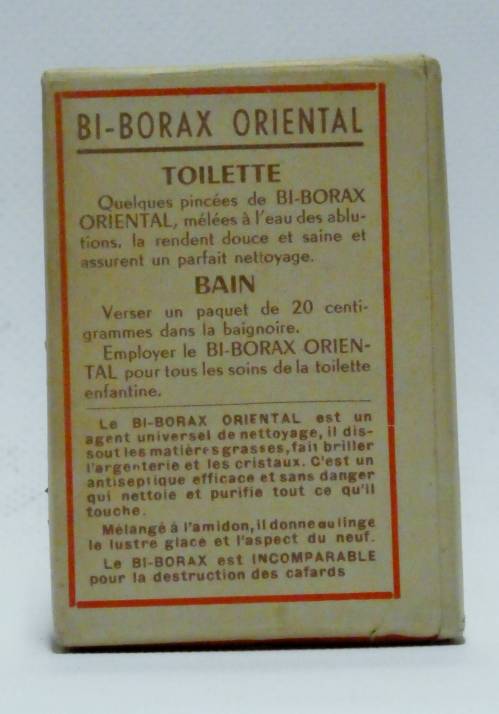 BI-BORAX ORIENTAL
TOILETTE
Quelques pincées de BI-BORAX
ORIENTAL, mélées à l'eau des ablu-
tions, la rendent douce et saine et
assurent un parfait nettoyage.
BAIN
Verser un paquet de 20 centi-
grammes dans la baignoire.
Employer le BI-BORAX ORIEN-
TAL pour tous les soins de la toilette
enfantine.
Le BI-BORAX ORIENTAL est un
agent universel de nettoyage, il dis-
sout les matières grasses, fait briller
l'argenterie et les cristaux. C'est un
antiseptique efficace et sans danger
qui nettoie et purifie tout ce qu'il
touche.
Mélangé à l'amidon, il donne au linge
le lustre glacé et l'aspect du neuf.
Le BI-BORAX est INCOMPARABLE
pour la destruction des cafards